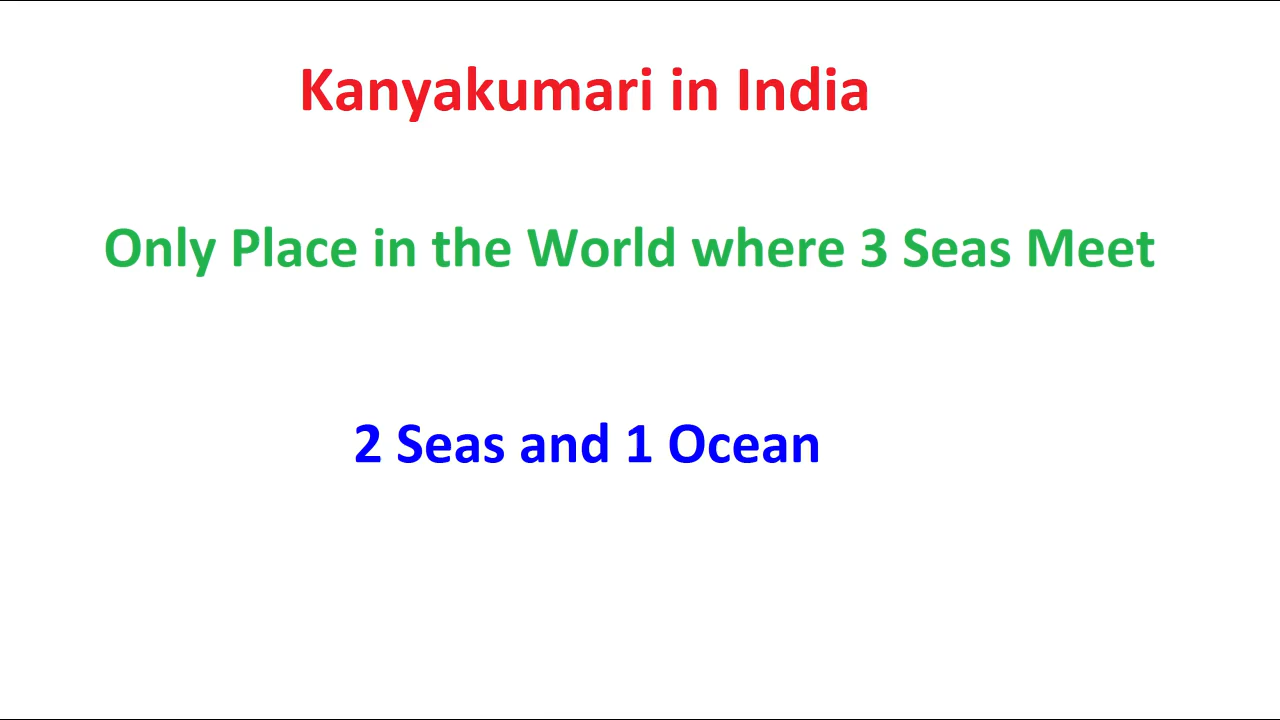 Kanyakumari in India
Only Place in the World where 3 Seas Meet
2 Seas and 1 Ocean